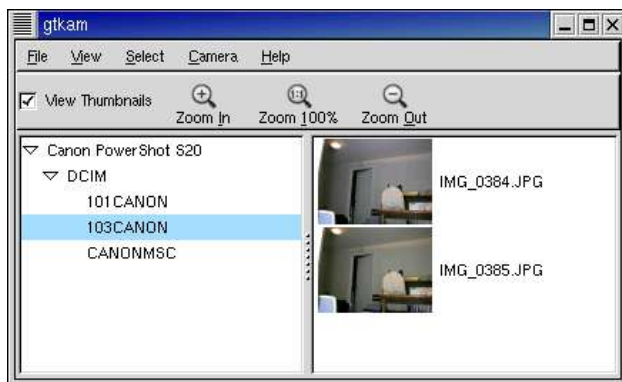 gtkam
File View Select Camera Help
View Thumbnails
Zoom In Zoom 100% Zoom Out
Canon PowerShot S20
DCIM
101CANON
103CANON
CANONMSC
IMG_0384.JPG
IMG_0385.JPG